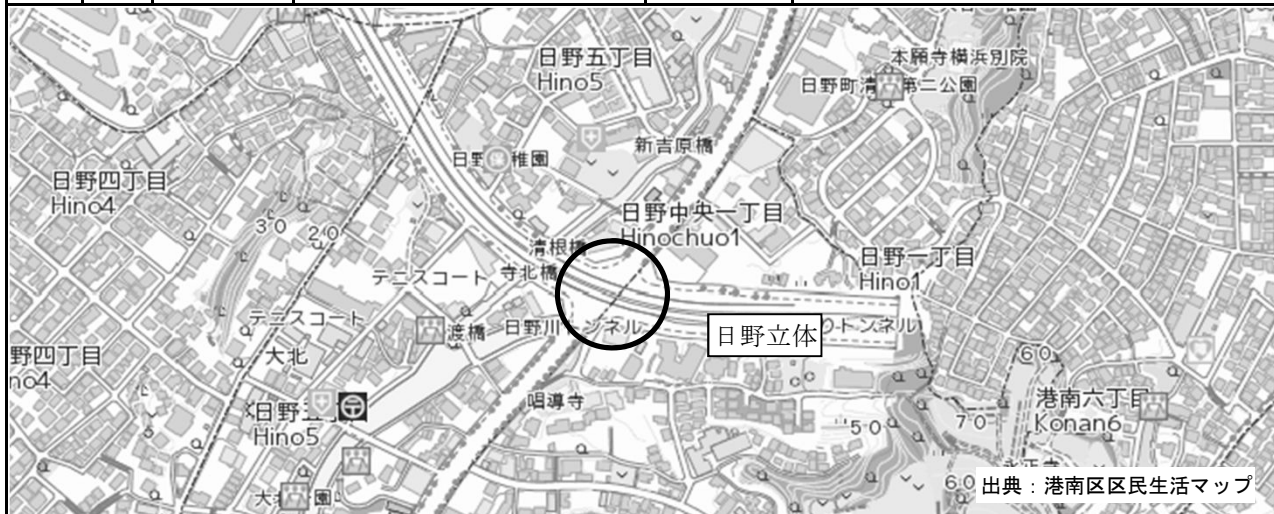 日野五丁目
Hino5
本願寺横浜別院
日野町清
第二公園
新吉原橋
日野
稚園
日野四丁目
Hino4
30
20
日野中央一丁目
Hinochuo1
清根橋
寺北橋
テニスコート
日野一丁目
Hino1
テニスコート
渡橋
日野川トンネル
日野立体
のトンネル
大北
野四丁目
no4
60
唱導寺
港南六丁目
Konan6
日野五
Hino5
50
70
60
出典：港南区区民生活マップ